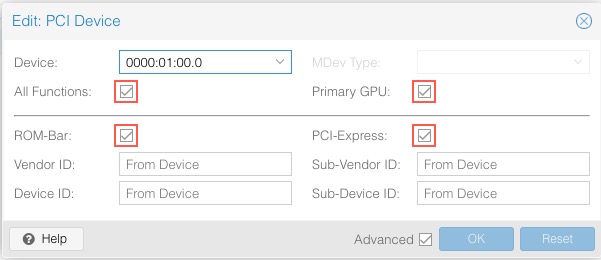 Edit: PCI Device
Device: 0000:01:00.0 MDev Type:
All Functions: Primary GPU:
ROM-Bar: PCI-Express:
Vendor ID: From Device Sub-Vendor ID: From Device
Device ID: From Device Sub-Device ID: From Device
? Help Advanced OK Reset